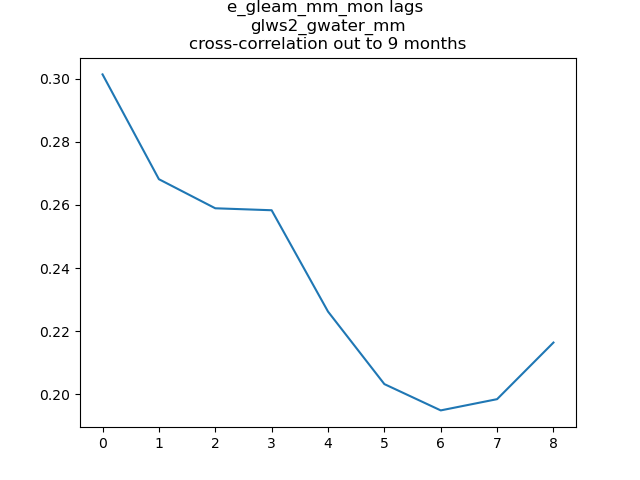 e_gleam_mm_mon lags
glws2_gwater_mm
cross-correlation out to 9 months
0.30
0.28
0.26
0.24
0.22
0.20
0 1 2 3 4 5 6 7 8